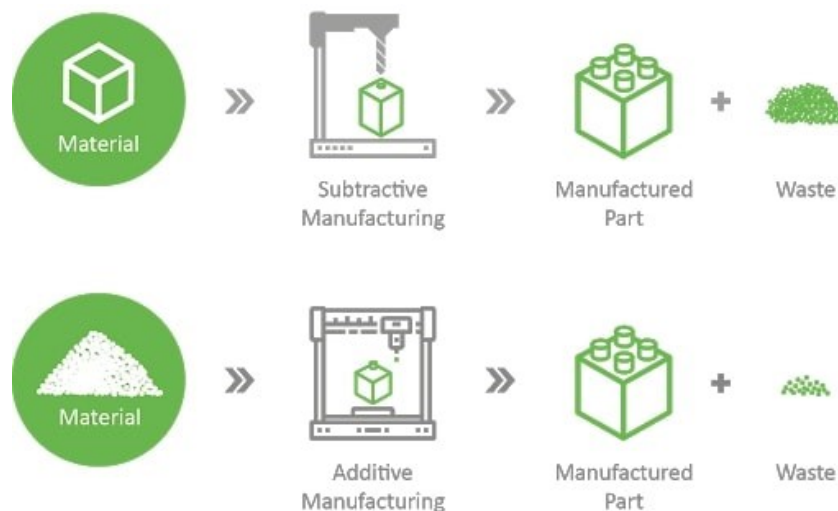 Material
Subtractive
Manufacturing
Manufactured
Part
Waste
Material
Additive
Manufacturing
Manufactured
Part
Waste